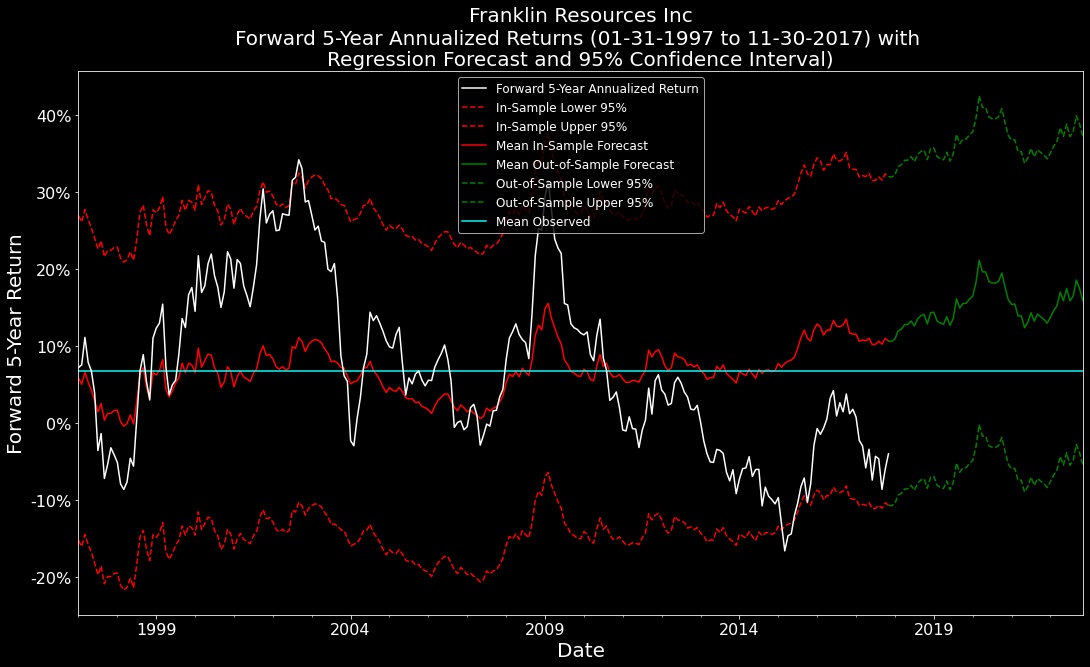 Franklin Resources Inc
Forward 5-Year Annualized Returns (01-31-1997 to 11-30-2017) with
Regression Forecast and 95% Confidence Interval)
Forward 5-Year Annualized Return
In-Sample Lower 95%
In-Sample Upper 95%
Mean In-Sample Forecast
Mean Out-of-Sample Forecast
Out-of-Sample Lower 95%
Out-of-Sample Upper 95%
Mean Observed
Forward 5-Year Return
40%
30%
20%
10%
0%
-10%
-20%
1999
2004
2009
2014
2019
Date